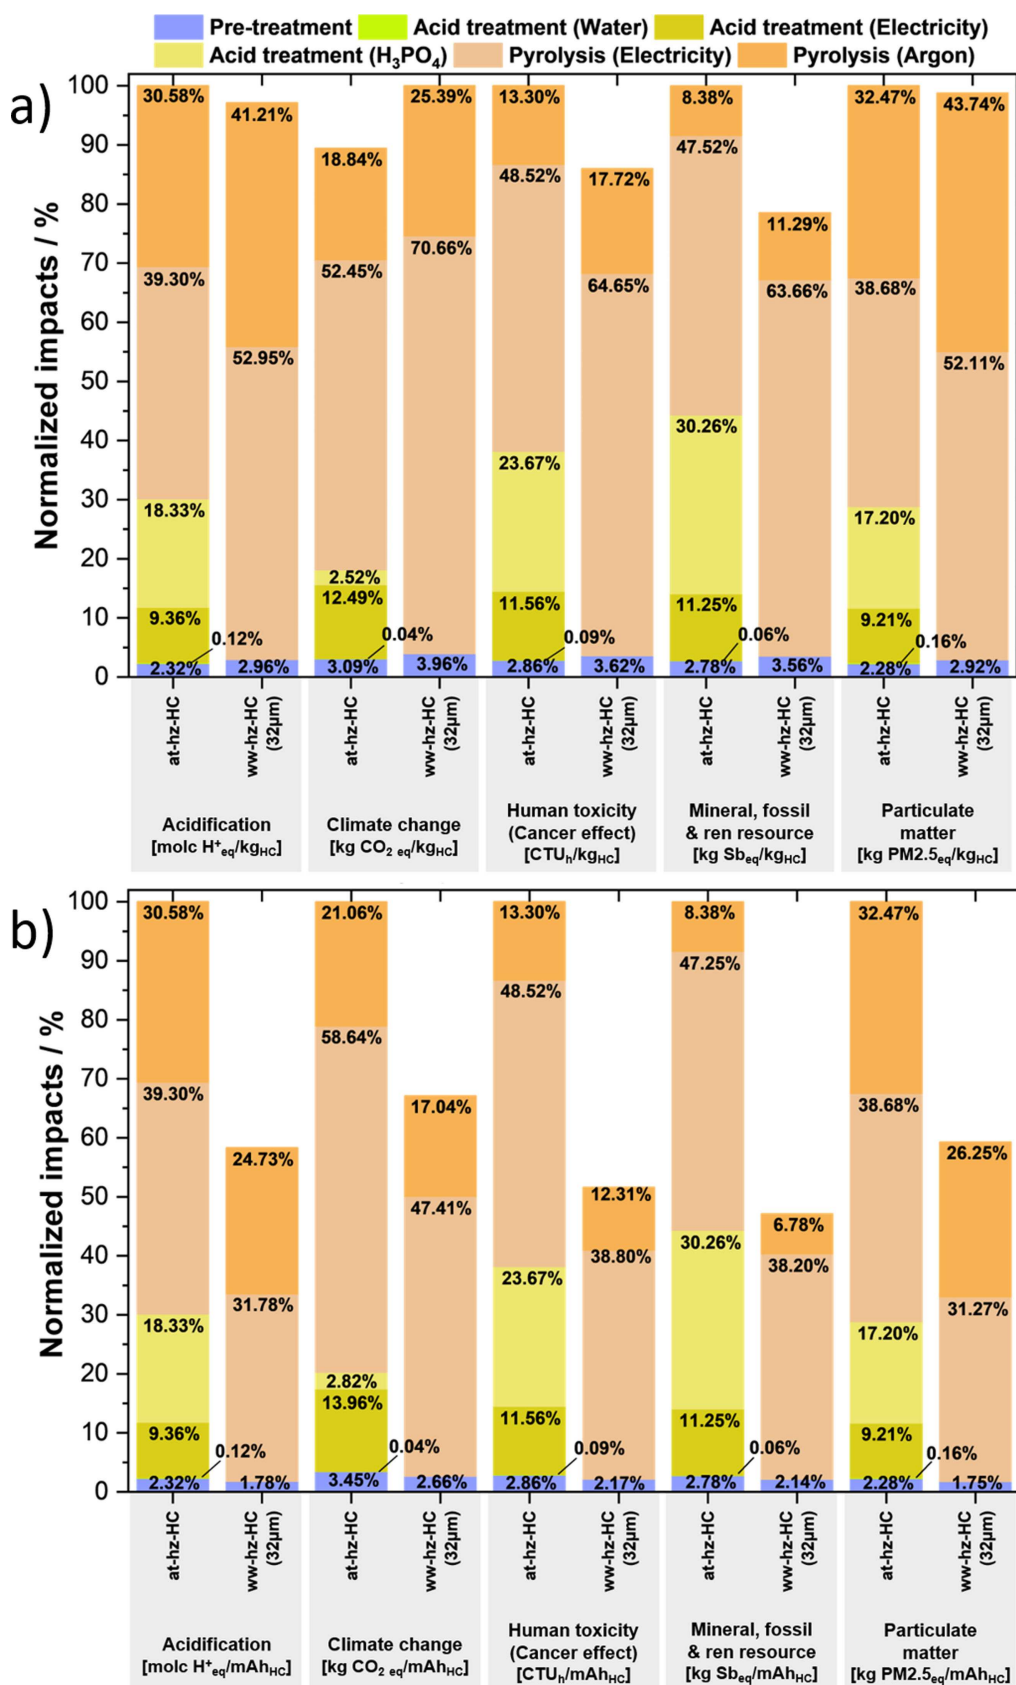 Pre-treatment Acid treatment (Water) Acid treatment (Electricity)
Acid treatment (H₃PO₄) Pyrolysis (Electricity) Pyrolysis (Argon)
a)
Normalized impacts / %
100
90
80
70
60
50
40
30
20
10
0
30.58%
39.30%
18.33%
9.36%
0.12%
2.32%
41.21%
52.95%
2.96%
18.84%
52.45%
2.52%
12.49%
0.04%
3.09%
25.39%
70.66%
3.96%
13.30%
48.52%
23.67%
11.56%
0.09%
2.86%
17.72%
64.65%
3.62%
8.38%
47.52%
30.26%
11.25%
0.06%
2.78%
11.29%
63.66%
3.56%
32.47%
38.68%
17.20%
9.21%
0.16%
2.28%
43.74%
52.11%
2.92%
at-hz-HC
ww-hz-HC
(32µm)
at-hz-HC
ww-hz-HC
(32µm)
at-hz-HC
ww-hz-HC
(32µm)
at-hz-HC
ww-hz-HC
(32µm)
at-hz-HC
ww-hz-HC
(32µm)
Acidification
[molc H⁺eq/kgHC]
Climate change
[kg CO₂ eq/kgHC]
Human toxicity
(Cancer effect)
[CTUh/kgHC]
Mineral, fossil
& ren resource
[kg Sbeq/kgHC]
Particulate
matter
[kg PM2.5eq/kgHC]
b)
Normalized impacts / %
100
90
80
70
60
50
40
30
20
10
0
30.58%
39.30%
18.33%
9.36%
0.12%
2.32%
24.73%
31.78%
1.78%
21.06%
58.64%
2.82%
13.96%
0.04%
3.45%
17.04%
47.41%
2.66%
13.30%
48.52%
23.67%
11.56%
0.09%
2.86%
12.31%
38.80%
2.17%
8.38%
47.25%
30.26%
11.25%
0.06%
2.78%
6.78%
38.20%
2.14%
32.47%
38.68%
17.20%
9.21%
0.16%
2.28%
26.25%
31.27%
1.75%
at-hz-HC
ww-hz-HC
(32µm)
at-hz-HC
ww-hz-HC
(32µm)
at-hz-HC
ww-hz-HC
(32µm)
at-hz-HC
ww-hz-HC
(32µm)
at-hz-HC
ww-hz-HC
(32µm)
Acidification
[molc H⁺eq/mAhHC]
Climate change
[kg CO₂ eq/mAhHC]
Human toxicity
(Cancer effect)
[CTUh/mAhHC]
Mineral, fossil
& ren resource
[kg Sbeq/mAhHC]
Particulate
matter
[kg PM2.5eq/mAhHC]